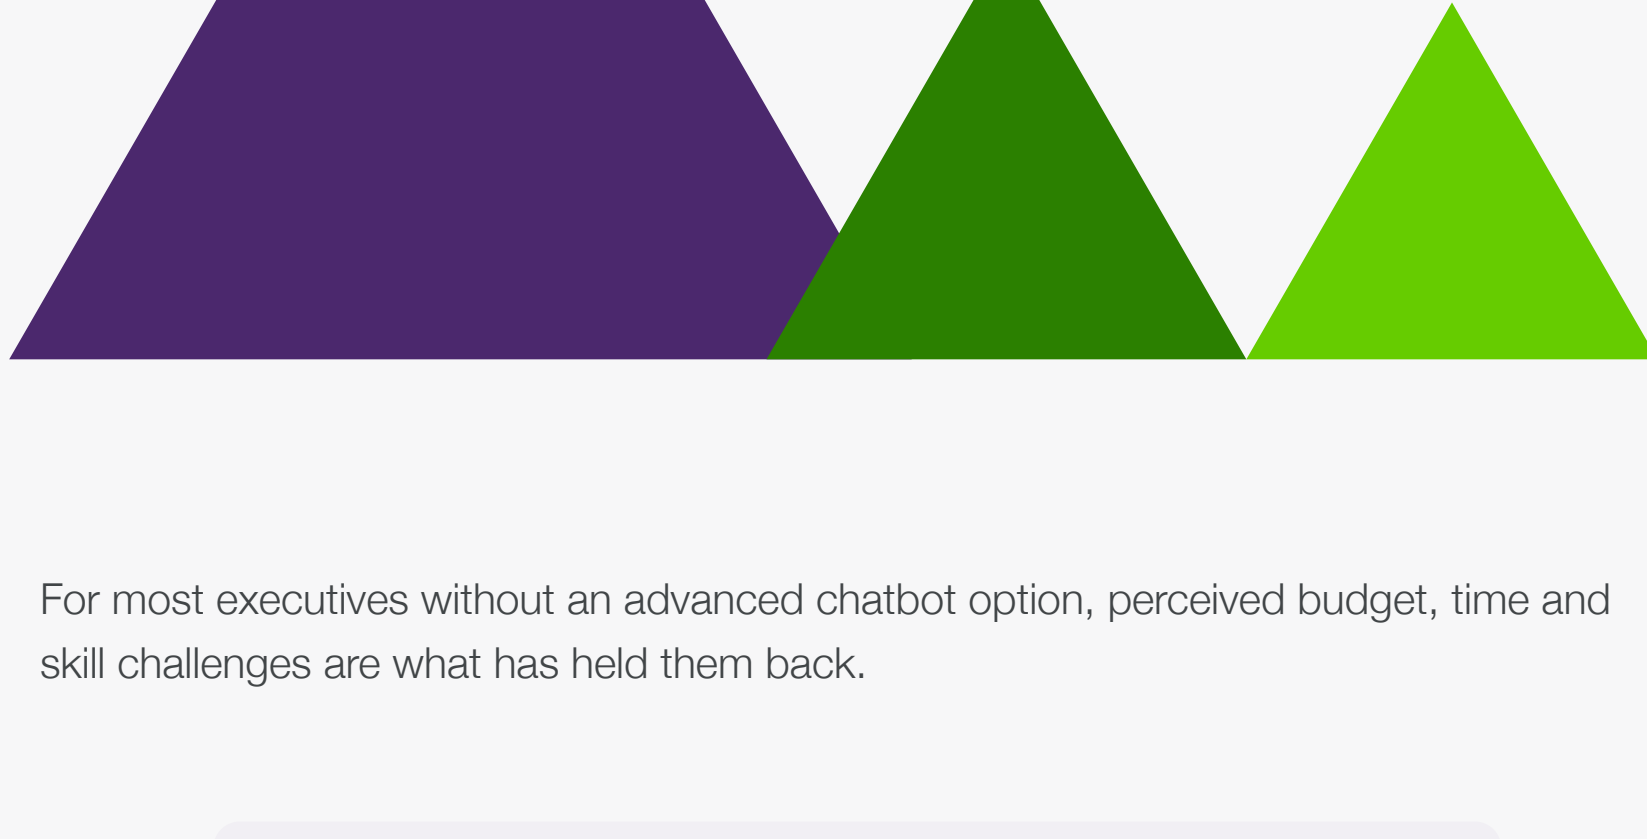 For most executives without an advanced chatbot option, perceived budget, time and
skill challenges are what has held them back.